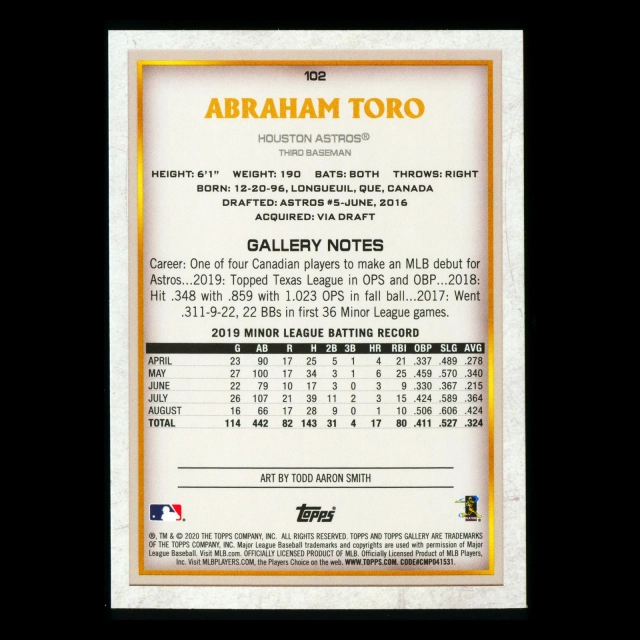 102
ABRAHAM TORO
HOUSTON ASTROS®
THIRD BASEMAN
HEIGHT: 6'1" WEIGHT: 190 BATS: BOTH THROWS: RIGHT
BORN: 12-20-96, LONGUEUIL, QUE, CANADA
DRAFTED: ASTROS #5-JUNE, 2016
ACQUIRED: VIA DRAFT
GALLERY NOTES
Career: One of four Canadian players to make an MLB debut for
Astros...2019: Topped Texas League in OPS and OBP...2018:
Hit .348 with .859 with 1.023 OPS in fall ball...2017: Went
.311-9-22, 22 BBs in first 36 Minor League games.
2019 MINOR LEAGUE BATTING RECORD
G AB R H 2B 3B HR RBI OBP SLG AVG
APRIL 23 90 17 25 5 1 4 21 .337 .489 .278
MAY 27 100 17 34 3 1 6 25 .459 .570 .340
JUNE 22 79 10 17 3 0 3 9 .330 .367 .215
JULY 26 107 21 39 11 2 3 15 .424 .589 .364
AUGUST 16 66 17 28 9 0 1 10 .506 .606 .424
TOTAL 114 442 82 143 31 4 17 80 .411 .527 .324
ART BY TODD AARON SMITH
Topps
®, TM & © 2020 THE TOPPS COMPANY, INC. ALL RIGHTS RESERVED. TOPPS AND TOPPS GALLERY ARE TRADEMARKS
OF THE TOPPS COMPANY, INC. Major League Baseball trademarks and copyrights are used with permission of Major
League Baseball. Visit MLB.com. OFFICIALLY LICENSED PRODUCT OF MLB. Officially Licensed Product of MLB Players,
Inc. Visit MLBPLAYERS.COM, the Players Choice on the web. WWW.TOPPS.COM. CODE#CMP041531.